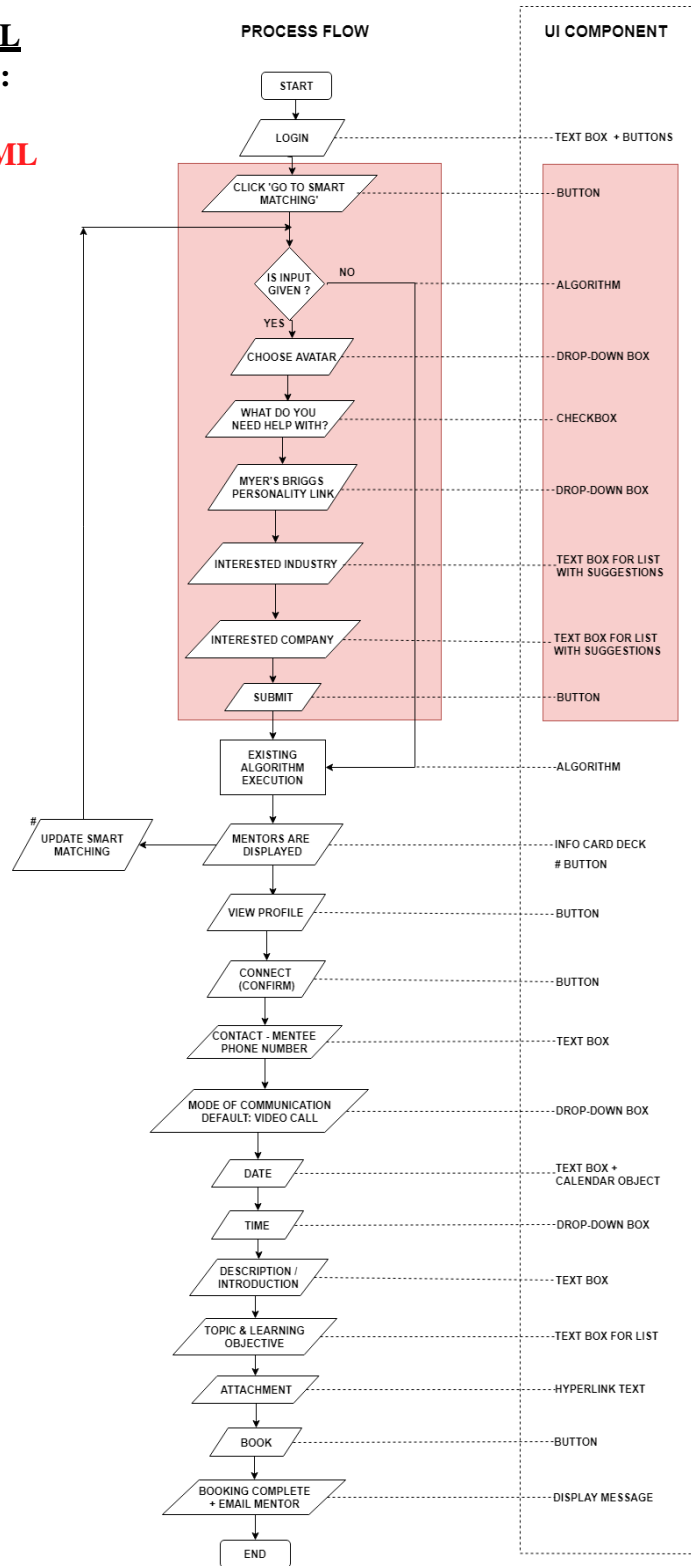 L
:
ML
PROCESS FLOW
UI COMPONENT
START
LOGIN
TEXT BOX + BUTTONS
CLICK 'GO TO SMART
MATCHING'
BUTTON
IS INPUT
GIVEN ?
NO
ALGORITHM
YES
CHOOSE AVATAR
DROP-DOWN BOX
WHAT DO YOU
NEED HELP WITH?
CHECKBOX
MYER'S BRIGGS
PERSONALITY LINK
DROP-DOWN BOX
INTERESTED INDUSTRY
TEXT BOX FOR LIST
WITH SUGGESTIONS
INTERESTED COMPANY
TEXT BOX FOR LIST
WITH SUGGESTIONS
SUBMIT
BUTTON
EXISTING
ALGORITHM
EXECUTION
ALGORITHM
#
UPDATE SMART
MATCHING
MENTORS ARE
DISPLAYED
INFO CARD DECK
# BUTTON
VIEW PROFILE
BUTTON
CONNECT
(CONFIRM)
BUTTON
CONTACT - MENTEE
PHONE NUMBER
TEXT BOX
MODE OF COMMUNICATION
DEFAULT: VIDEO CALL
DROP-DOWN BOX
DATE
TEXT BOX +
CALENDAR OBJECT
TIME
DROP-DOWN BOX
DESCRIPTION /
INTRODUCTION
TEXT BOX
TOPIC & LEARNING
OBJECTIVE
TEXT BOX FOR LIST
ATTACHMENT
HYPERLINK TEXT
BOOK
BUTTON
BOOKING COMPLETE
+ EMAIL MENTOR
DISPLAY MESSAGE
END